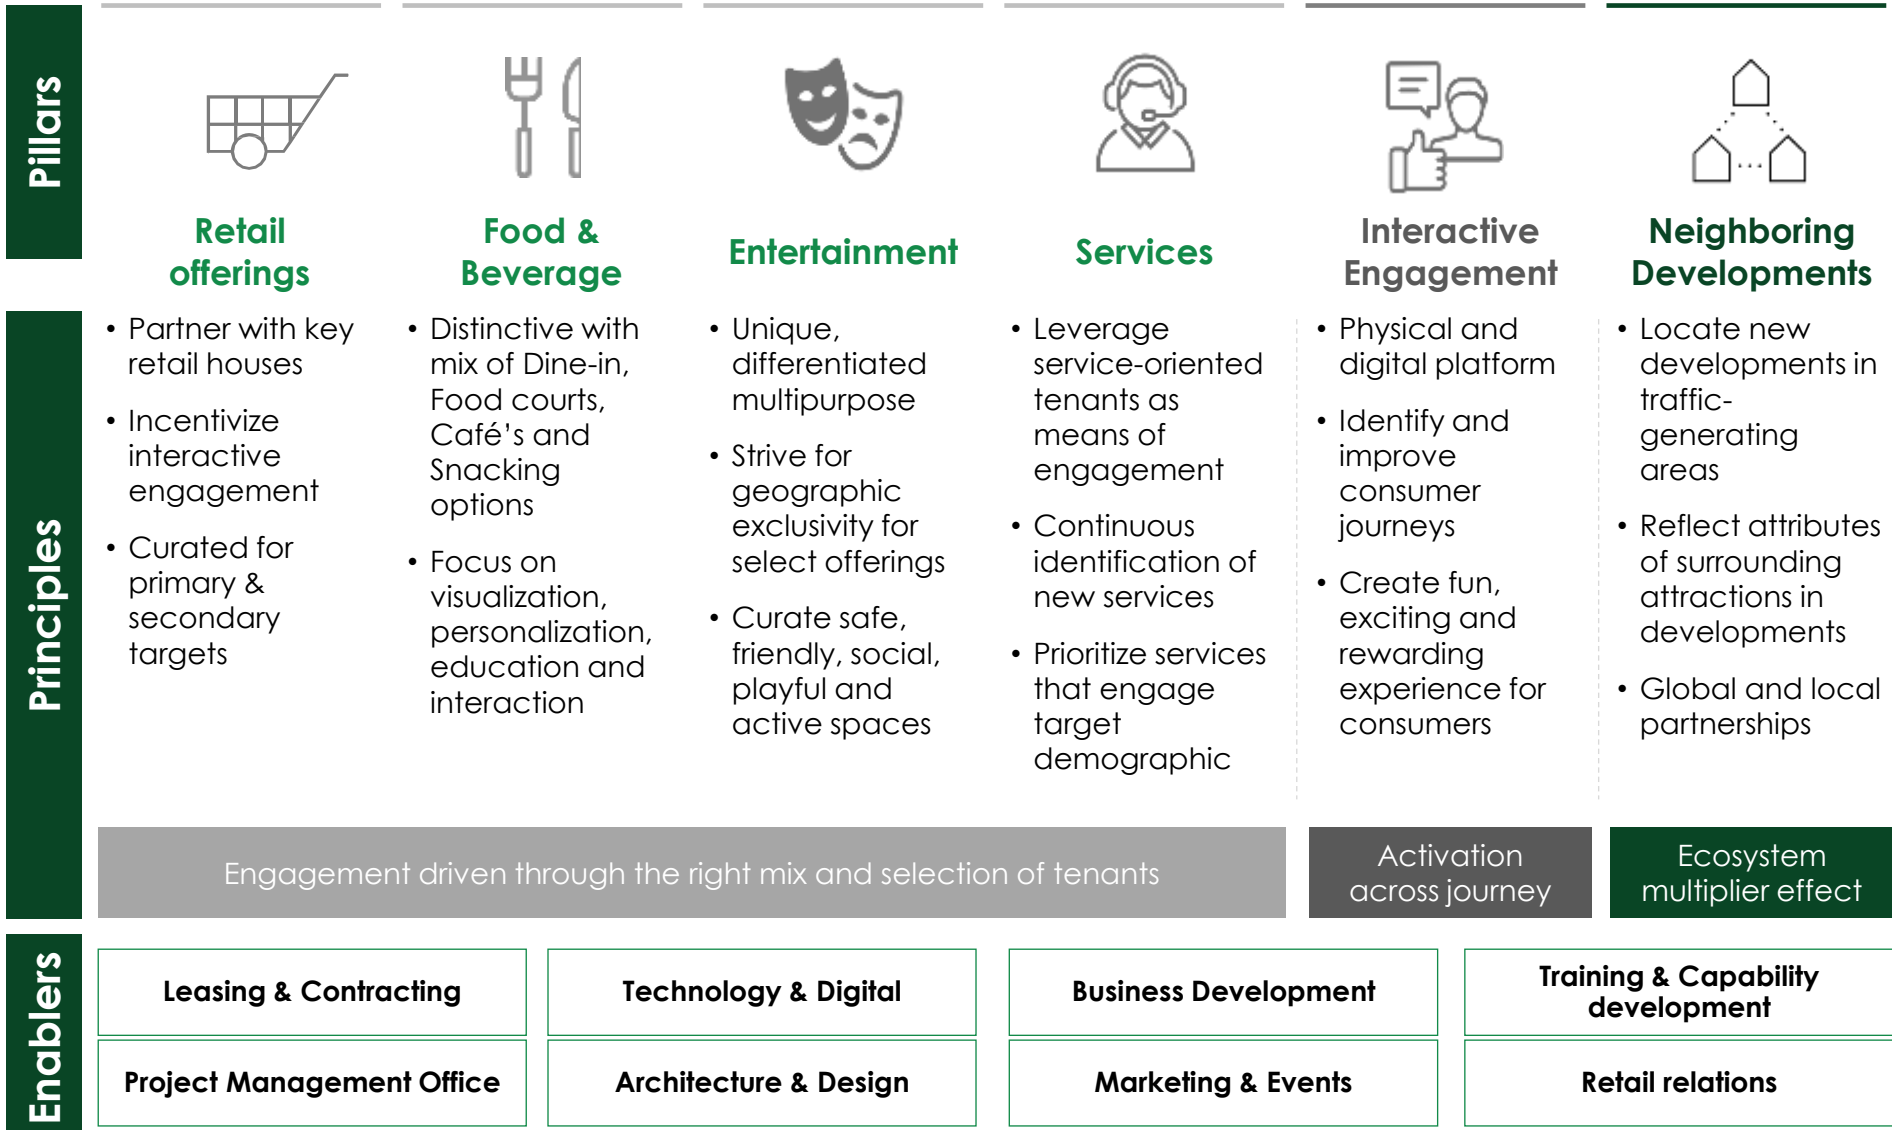 Pillars
Retail
offerings
Food &
Beverage
Entertainment
Services
Interactive
Engagement
Neighboring
Developments
Principles
• Partner with key
retail houses
• Incentivize
interactive
engagement
• Curated for
primary &
secondary
targets
• Distinctive with
mix of Dine-in,
Food courts,
Café's and
Snacking
options
• Focus on
visualization,
personalization,
education and
interaction
• Unique,
differentiated
multipurpose
• Strive for
geographic
exclusivity for
select offerings
• Curate safe,
friendly, social,
playful and
active spaces
• Leverage
service-oriented
tenants as
means of
engagement
• Continuous
identification of
new services
• Prioritize services
that engage
target
demographic
• Physical and
digital platform
• Identify and
improve
consumer
journeys
• Create fun,
exciting and
rewarding
experience for
consumers
• Locate new
developments in
traffic-
generating
areas
• Reflect attributes
of surrounding
attractions in
developments
• Global and local
partnerships
Engagement driven through the right mix and selection of tenants
Activation
across journey
Ecosystem
multiplier effect
Enablers
Leasing & Contracting
Technology & Digital
Business Development
Training & Capability
development
Project Management Office
Architecture & Design
Marketing & Events
Retail relations